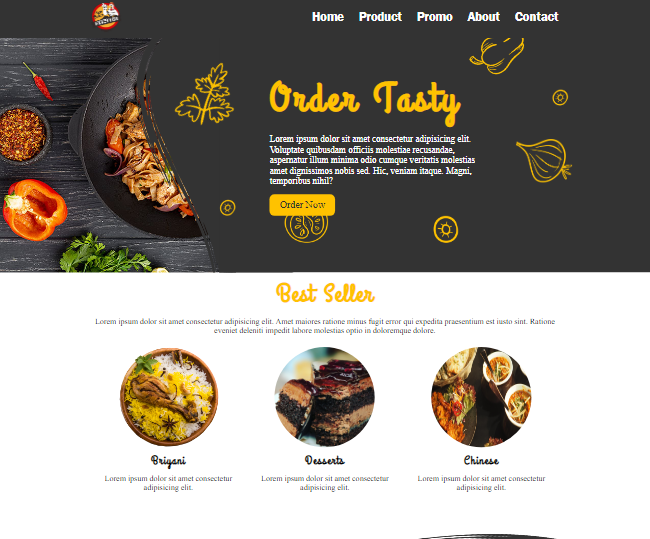 Home Product Promo About Contact
Order Tasty
Lorem ipsum dolor sit amet consectetur adipisicing elit.
Voluptate quibusdam officiis molestiae recusandae,
aspernatur illum minima odio cumque veritatis molestias
amet dignissimos nobis sed. Hic, veniam itaque. Magni,
temporibus nihil?
Order Now
Best Seller
Lorem ipsum dolor sit amet consectetur adipisicing elit. Amet maiores ratione minus fugit error qui expedita praesentium est iusto sint. Ratione
eveniet deleniti impedit labore molestias optio in doloremque dolore.
Briyani Desserts Chinese
Lorem ipsum dolor sit amet consectetur Lorem ipsum dolor sit amet consectetur Lorem ipsum dolor sit amet consectetur
adipisicing elit. adipisicing elit. adipisicing elit.